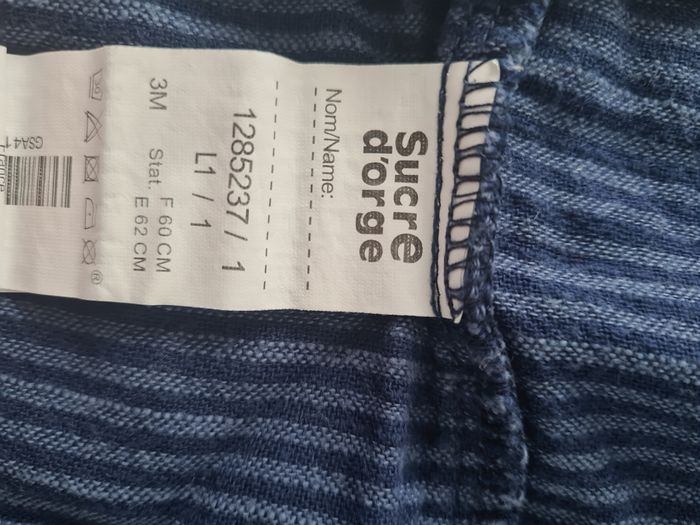 Sucre
d'orge
Nom/Name:
1285237 / 1
L1 / 1
3M Stat. F 60 CM
E 62 CM
®